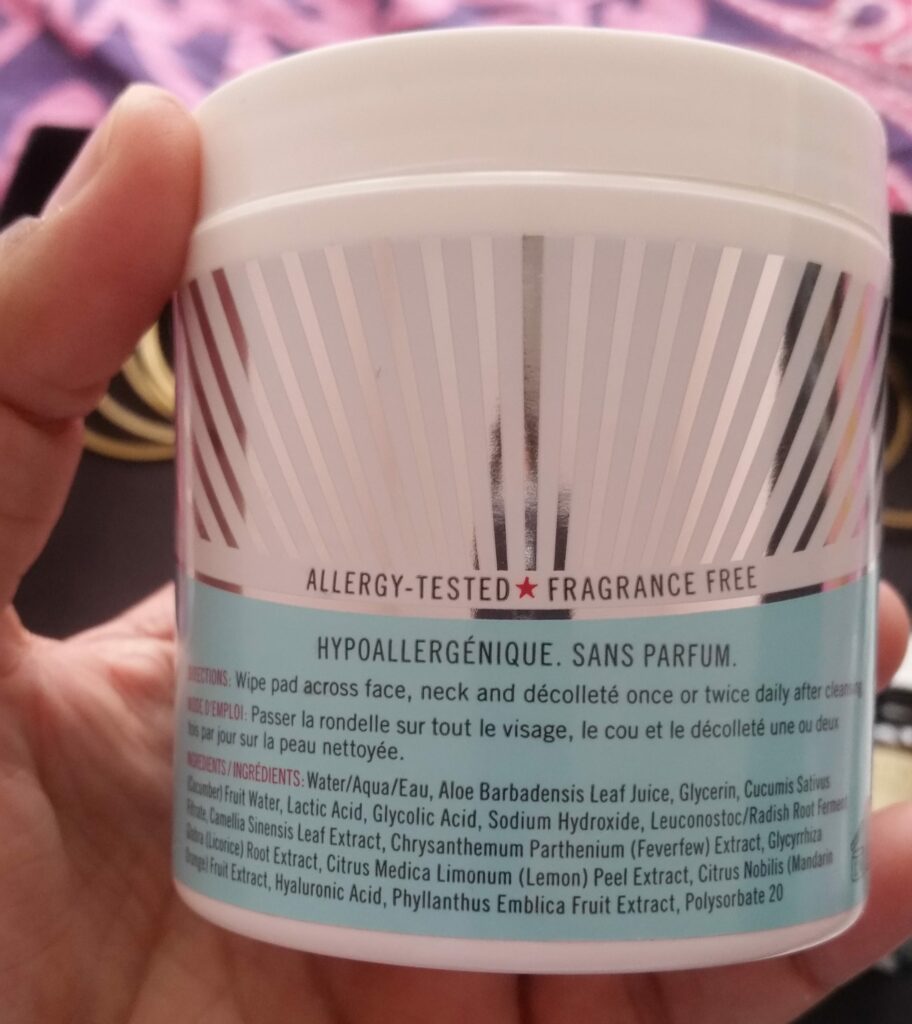 ALLERGY-TESTED★FRAGRANCE FREE
HYPOALLERGÉNIQUE. SANS PARFUM.
DIRECTIONS: Wipe pad across face, neck and décolleté once or twice daily after cleansing
MODE D'EMPLOI: Passer la rondelle sur tout le visage, le cou et le décolleté une ou deux
fois par jour sur la peau nettoyée.
INGREDIENTS/INGRÉDIENTS: Water/Aqua/Eau, Aloe Barbadensis Leaf Juice, Glycerin, Cucumis Sativus
(Cucumber) Fruit Water, Lactic Acid, Glycolic Acid, Sodium Hydroxide, Leuconostoc/Radish Root Ferment
Filtrate, Camellia Sinensis Leaf Extract, Chrysanthemum Parthenium (Feverfew) Extract, Glycyrrhiza
Glabra (Licorice) Root Extract, Citrus Medica Limonum (Lemon) Peel Extract, Citrus Nobilis (Mandarin
Orange) Fruit Extract, Hyaluronic Acid, Phyllanthus Emblica Fruit Extract, Polysorbate 20